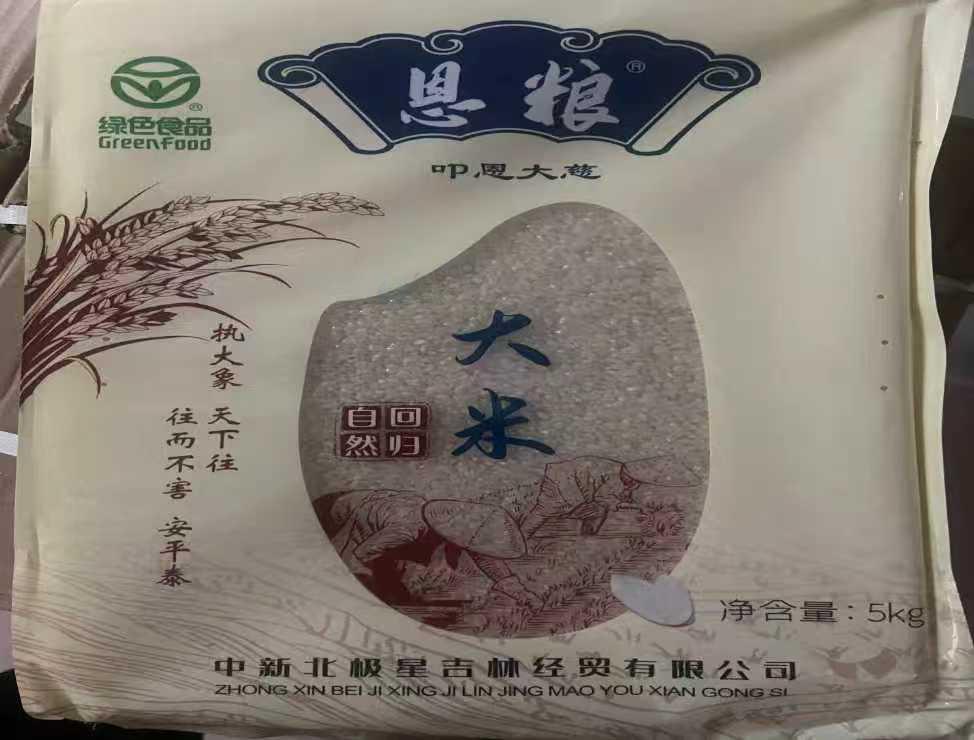 恩粮®
绿色食品®
GreenFood
叩恩大慈
执大象
天下往
往而不害
安平泰
大米
回归
自然
净含量：5kg
中新北极星吉林经贸有限公司
ZHONG XIN BEI JI XING JI LIN JING MAO YOU XIAN GONG SI